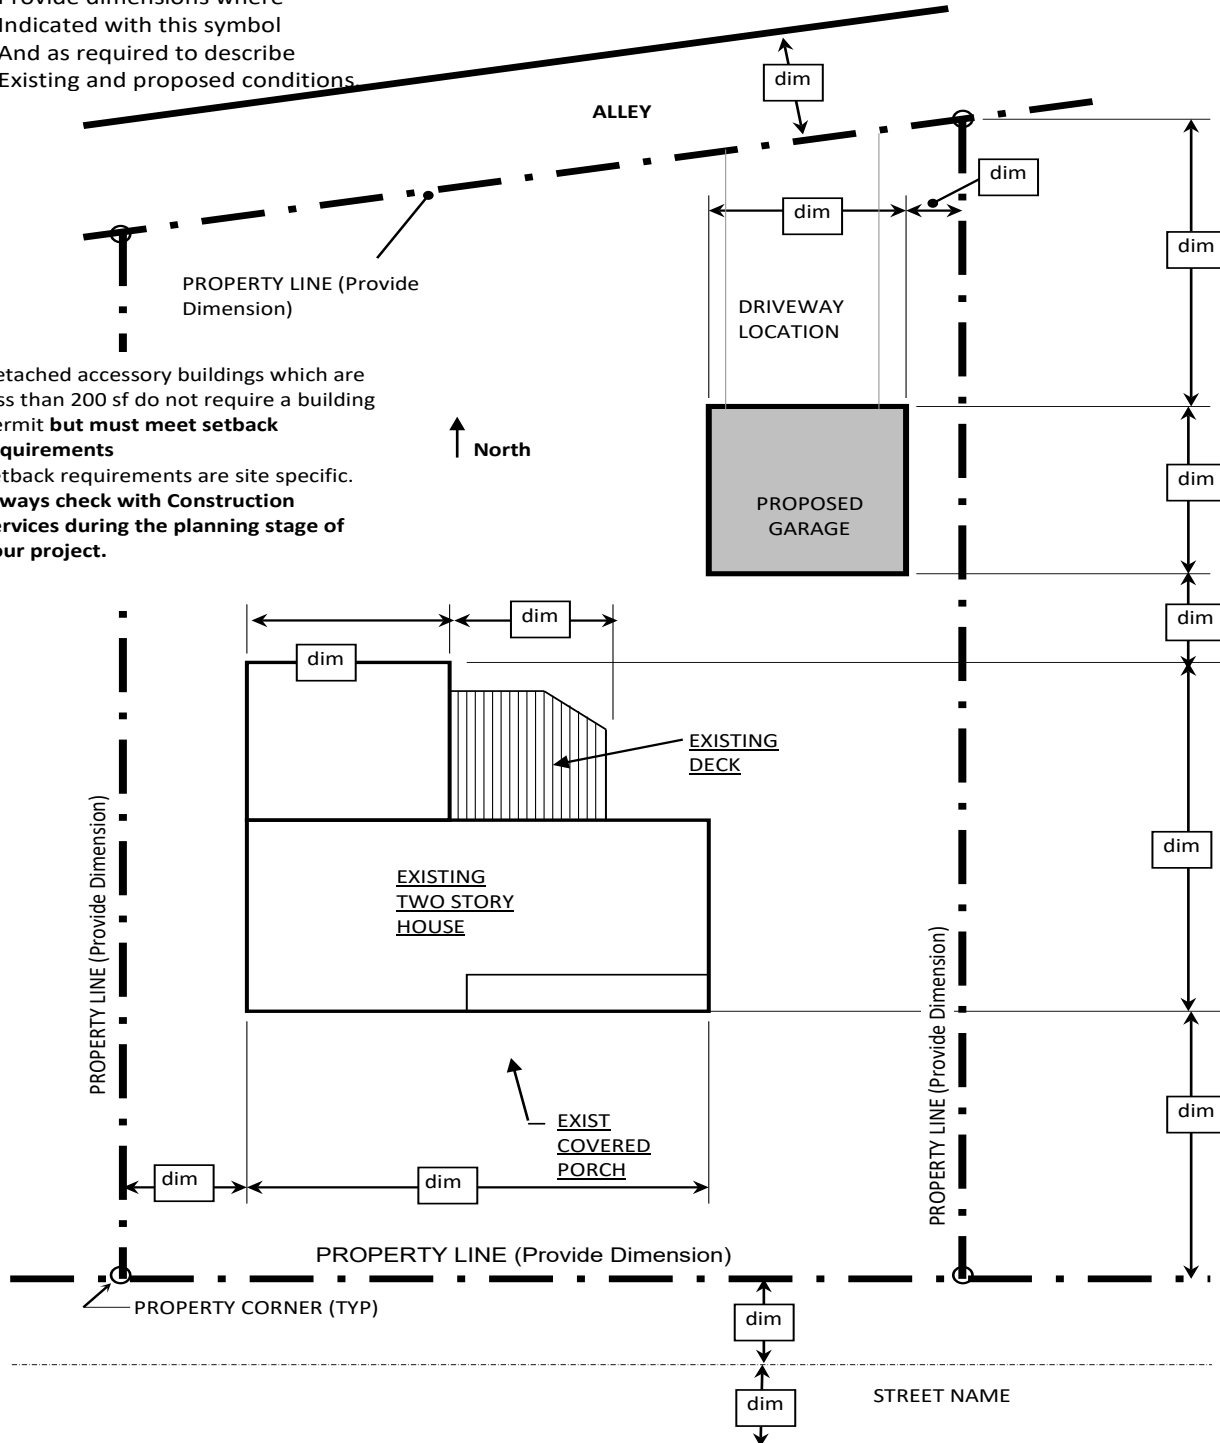 Provide dimensions where
Indicated with this symbol
And as required to describe
Existing and proposed conditions.
dim
ALLEY
dim
dim
dim
PROPERTY LINE (Provide
Dimension)
DRIVEWAY
LOCATION
etached accessory buildings which are
ss than 200 sf do not require a building
ermit but must meet setback
quirements
etback requirements are site specific.
ways check with Construction
ervices during the planning stage of
our project.
North
dim
PROPOSED
GARAGE
dim
dim
dim
EXISTING
DECK
PROPERTY LINE (Provide Dimension)
dim
EXISTING
TWO STORY
HOUSE
PROPERTY LINE (Provide Dimension)
dim
EXIST
COVERED
PORCH
dim
dim
PROPERTY LINE (Provide Dimension)
PROPERTY CORNER (TYP)
dim
STREET NAME
dim